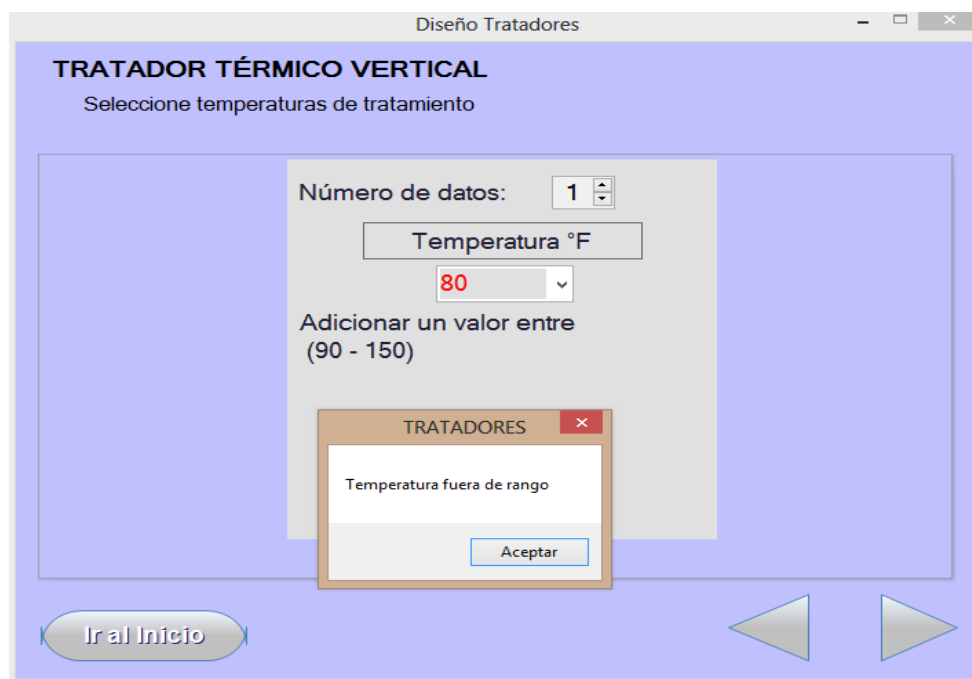 Diseño Tratadores
TRATADOR TÉRMICO VERTICAL
Seleccione temperaturas de tratamiento
Número de datos: 1
Temperatura °F
80
Adicionar un valor entre
(90 - 150)
TRATADORES
Temperatura fuera de rango
Aceptar
Ir al Inicio